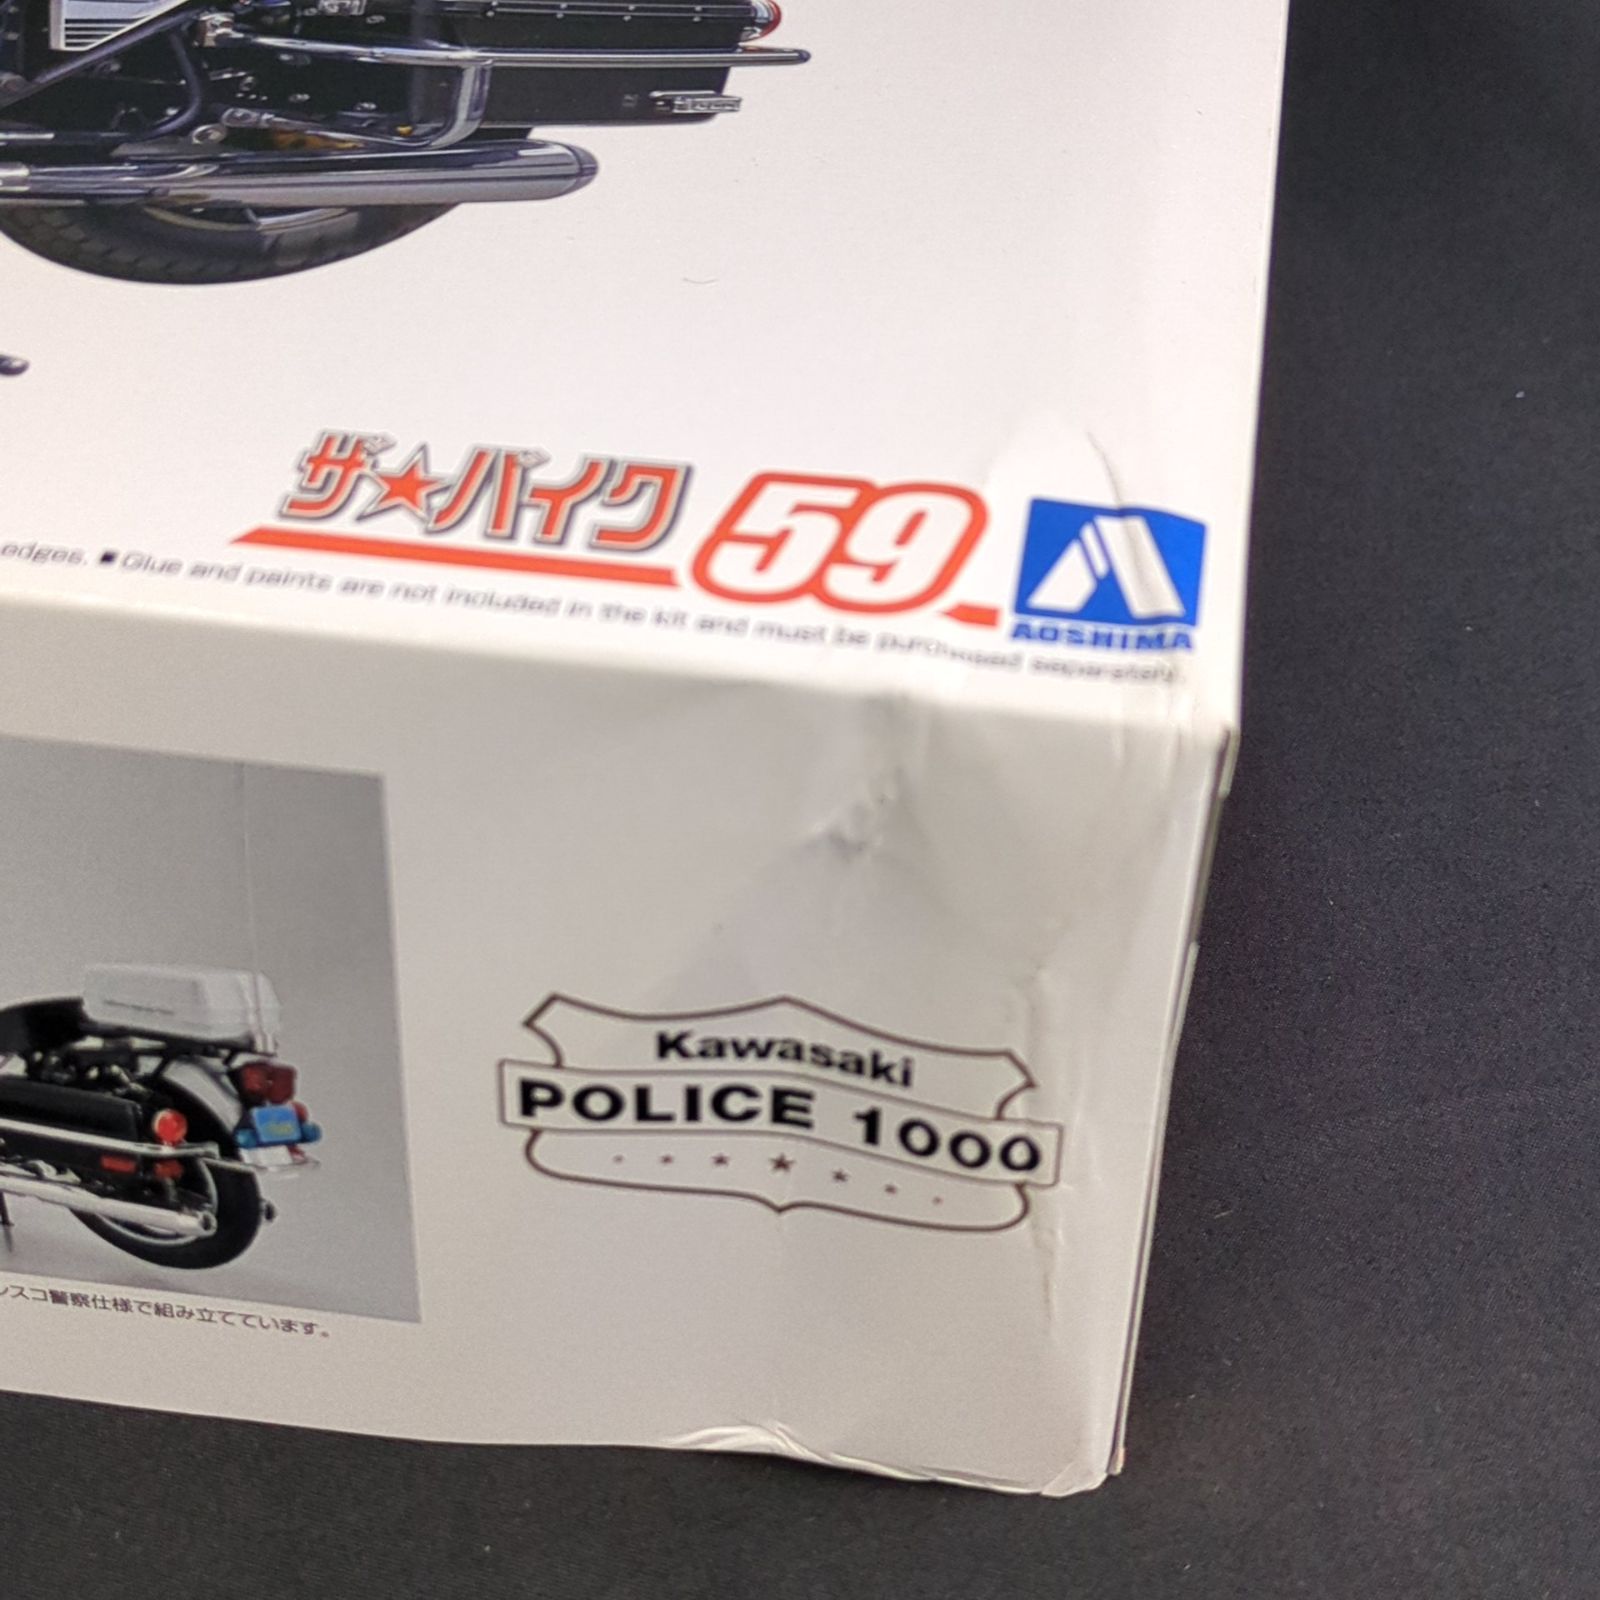 ザ★バイク 59
AOSHIMA
edges. ■Glue and paints are not included in the kit and must be purchased separately.
Kawasaki
POLICE 1000
スコ警察仕様で組み立てています。